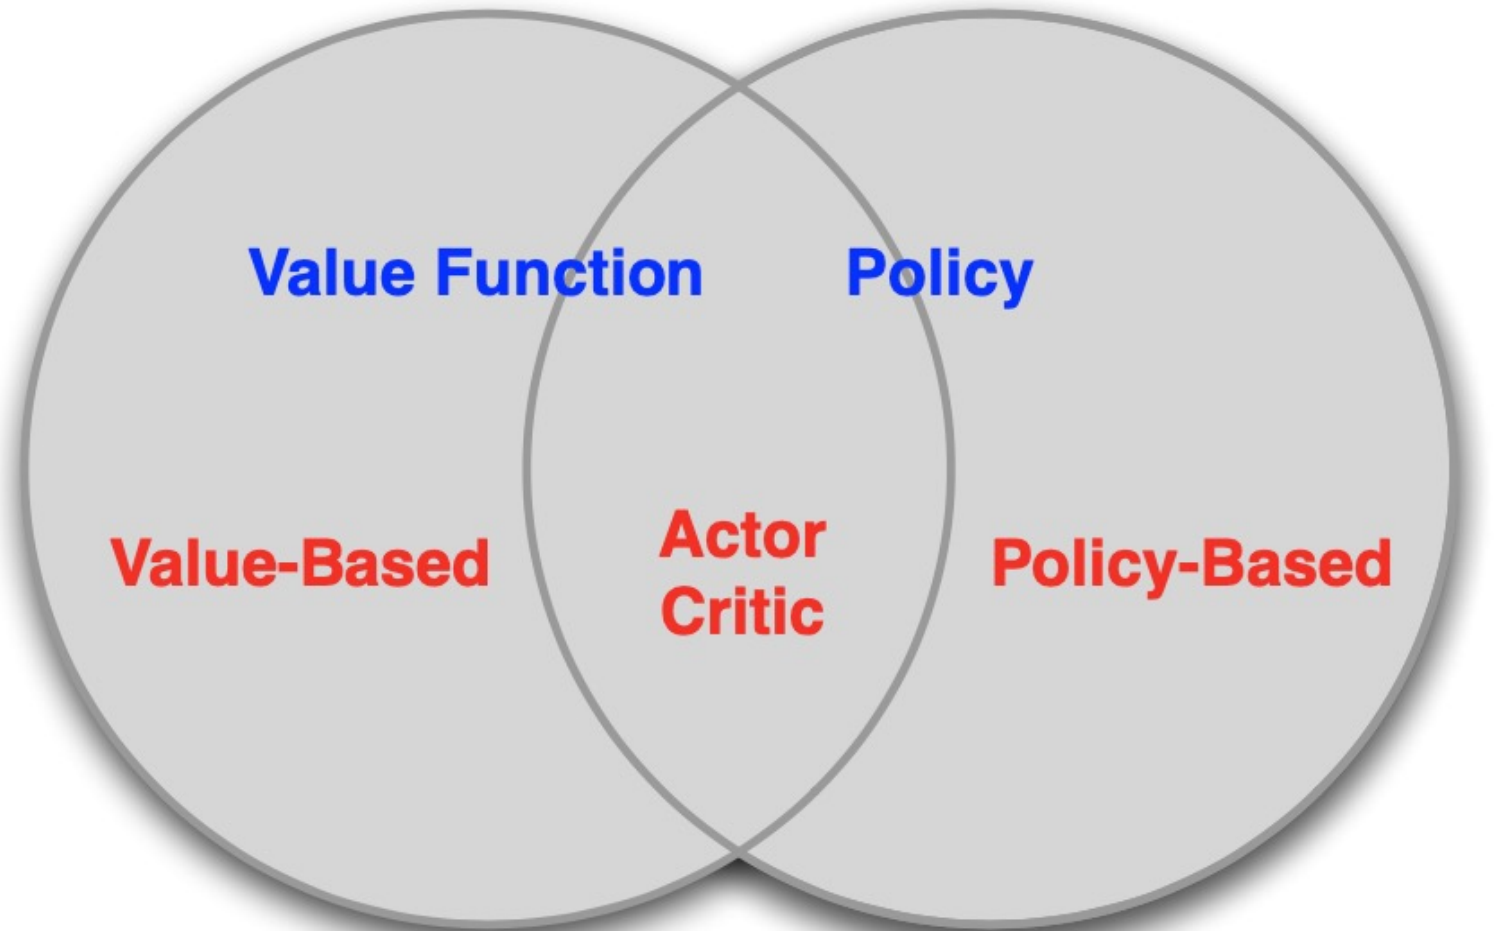 Value Function
Policy
Value-Based
Actor
Critic
Policy-Based